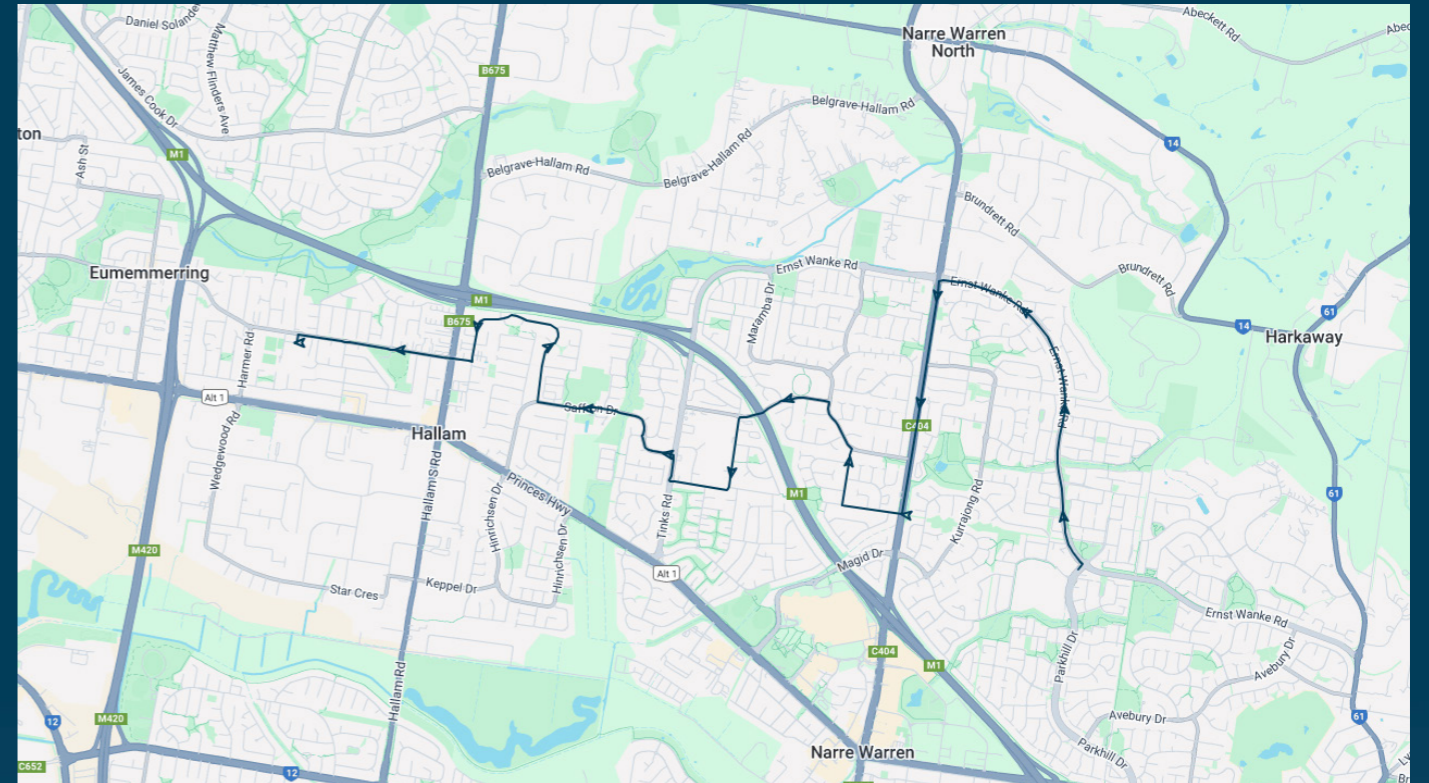 Daniel Solande
Matthew Flinders Ave
James Cook Dr
B675
Narre Warren
North
Abeckett Rd
Abec
Belgrave-Hallam Rd
ton
Ash St
M1
Belgrave-Hallam Rd
Belgrave-Hallam Rd
14
Brundrett Rd
Eumemmerring
Ernst Wanke Rd
Brundrett Rd
Ernst Wanke Rd
M1
B675
Maramba Dr
61
14
Harkaway
Harmer Rd
Ernst Wanke Rd
Alt 1
Saffron Dr
C404
Hallam
Wedgewood Rd
Hallam S Rd
Princes Hwy
Hinrichsen Dr
Tinks Rd
M1
Kurrajong Rd
61
M420
Hinrichsen Dr
Magid Dr
Alt 1
Star Cres
Keppel Dr
Ernst Wanke Rd
Parkhill Dr
C404
M1
Avebury Dr
Hallam Rd
12
M420
Avebury Dr
61
Narre Warren
Parkhill Dr
C652
12